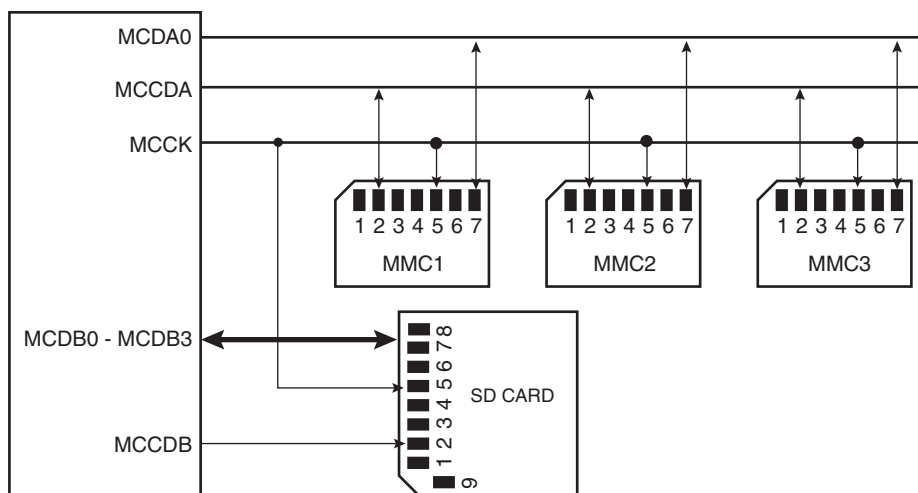 MCDA0
MCCDA
MCCK
1 2 3 4 5 6 7
MMC1
1 2 3 4 5 6 7
MMC2
1 2 3 4 5 6 7
MMC3
MCDB0 - MCDB3
1 2 3 4 5 6 7 8
SD CARD
MCCDB
9